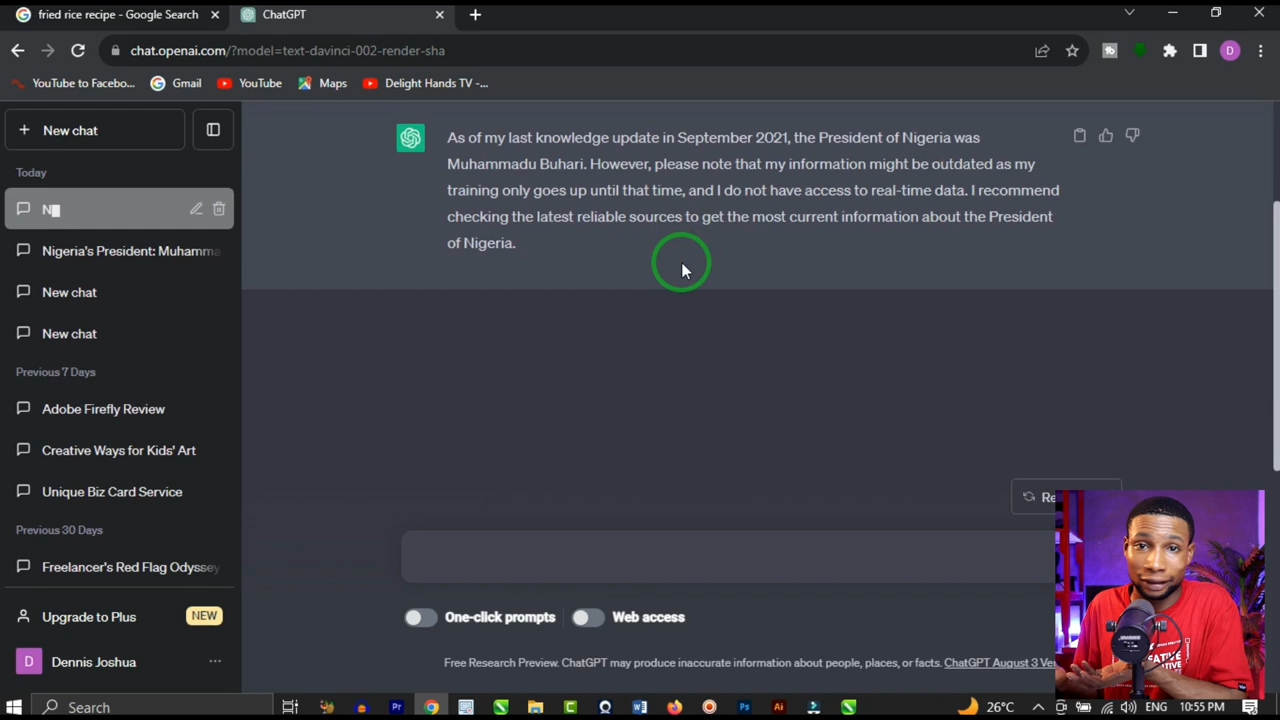 fried rice recipe - Google Search
ChatGPT
chat.openai.com/?model=text-davinci-002-render-sha
D
YouTube to Facebo...
Gmail
YouTube
Maps
Delight Hands TV -...
New chat
Today
N
Nigeria's President: Muhamma
New chat
New chat
Previous 7 Days
Adobe Firefly Review
Creative Ways for Kids' Art
Unique Biz Card Service
Previous 30 Days
Freelancer's Red Flag Odyssey
Upgrade to Plus
NEW
D
Dennis Joshua
As of my last knowledge update in September 2021, the President of Nigeria was
Muhammadu Buhari. However, please note that my information might be outdated as my
training only goes up until that time, and I do not have access to real-time data. I recommend
checking the latest reliable sources to get the most current information about the President
of Nigeria.
Re
One-click prompts
Web access
Free Research Preview. ChatGPT may produce inaccurate information about people, places, or facts. ChatGPT August 3 Ve
Search
Pr
Ps
Ai
26°C
ENG
10:55 PM